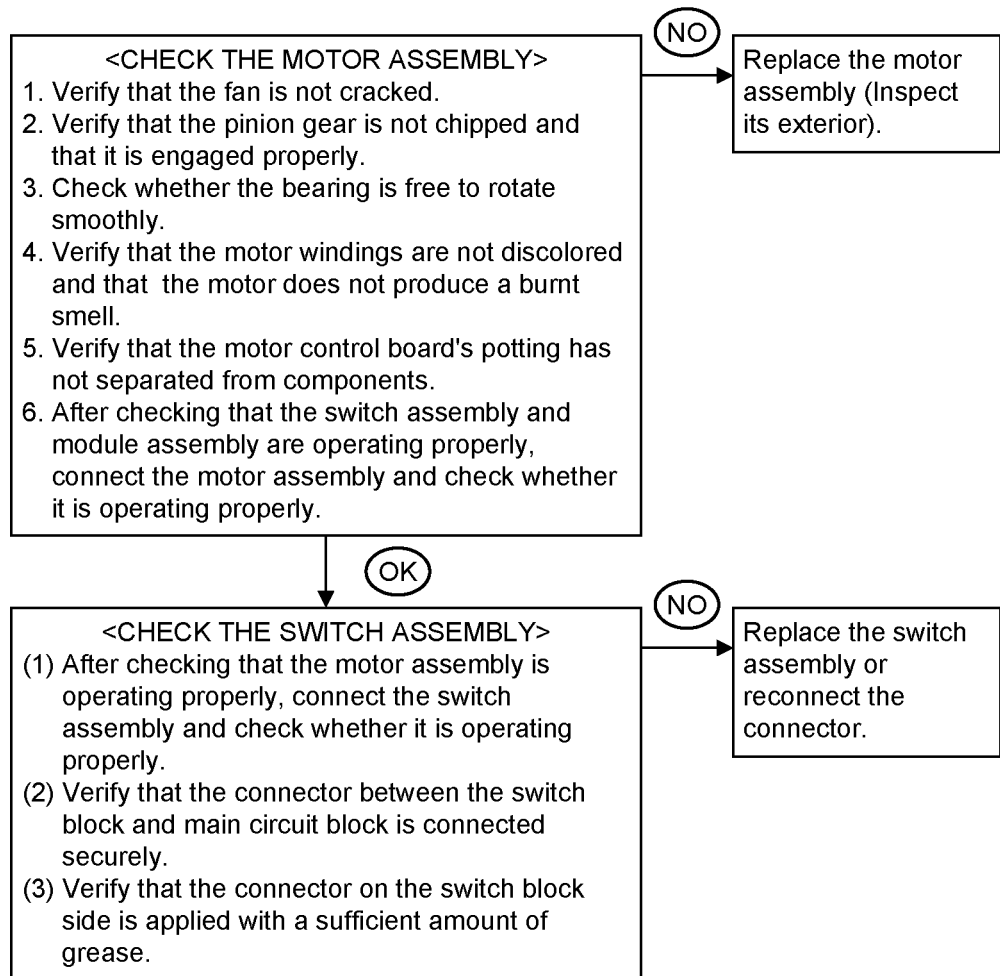 NO
<CHECK THE MOTOR ASSEMBLY>
1. Verify that the fan is not cracked.
2. Verify that the pinion gear is not chipped and
that it is engaged properly.
3. Check whether the bearing is free to rotate
smoothly.
4. Verify that the motor windings are not discolored
and that  the motor does not produce a burnt
smell.
5. Verify that the motor control board's potting has
not separated from components.
6. After checking that the switch assembly and
module assembly are operating properly,
connect the motor assembly and check whether
it is operating properly.
Replace the motor
assembly (Inspect
its exterior).
OK
NO
<CHECK THE SWITCH ASSEMBLY>
(1) After checking that the motor assembly is
operating properly, connect the switch
assembly and check whether it is operating
properly.
(2) Verify that the connector between the switch
block and main circuit block is connected
securely.
(3) Verify that the connector on the switch block
side is applied with a sufficient amount of
grease.
Replace the switch
assembly or
reconnect the
connector.